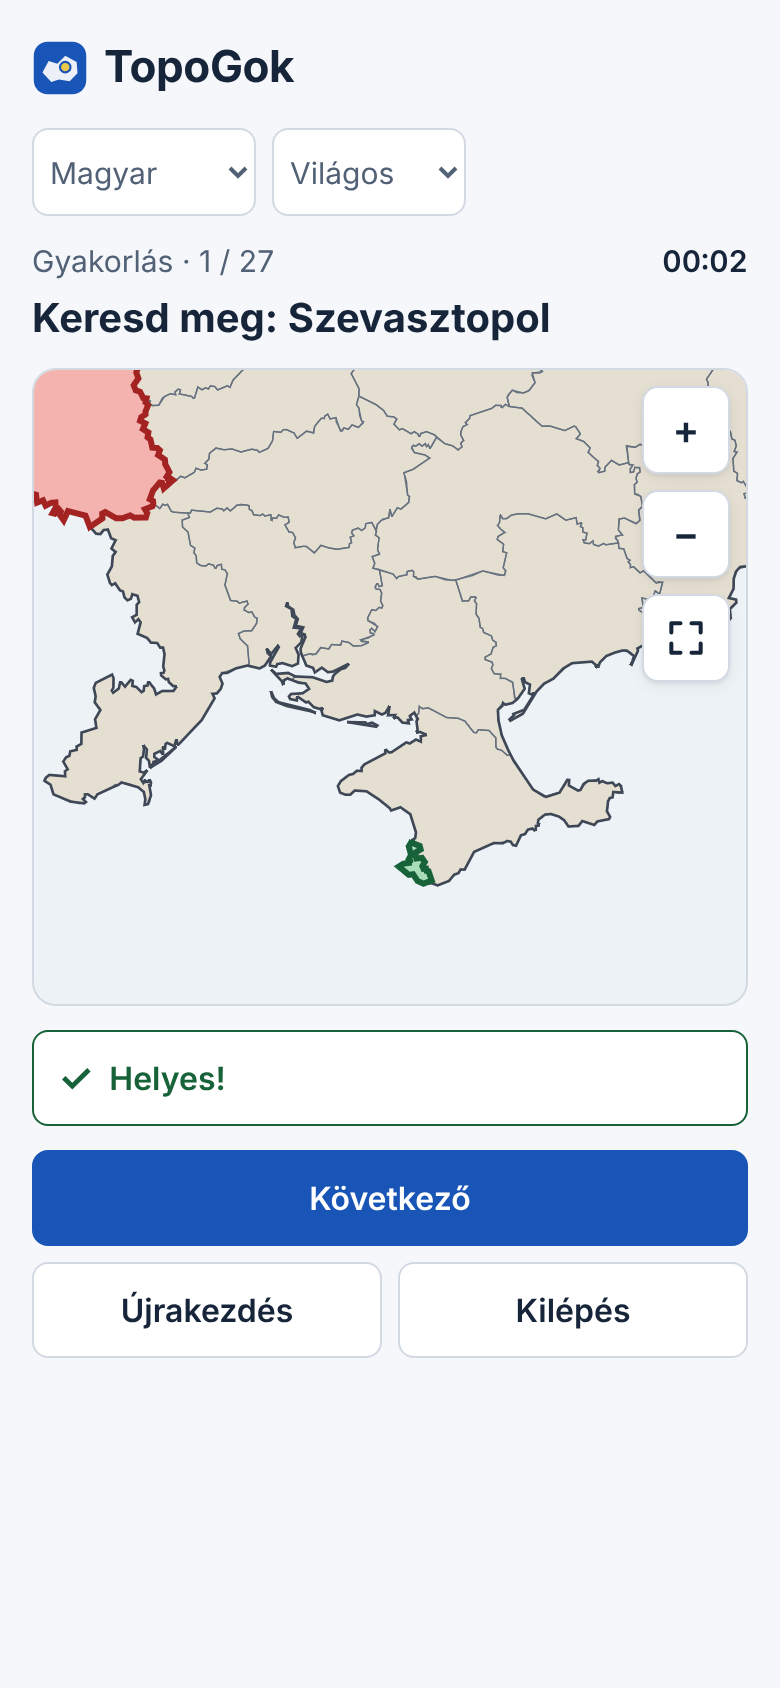 TopoGok
Magyar
Világos
Gyakorlás · 1 / 27
00:02
Keresd meg: Szevasztopol
+
−
Helyes!
Következő
Újrakezdés
Kilépés